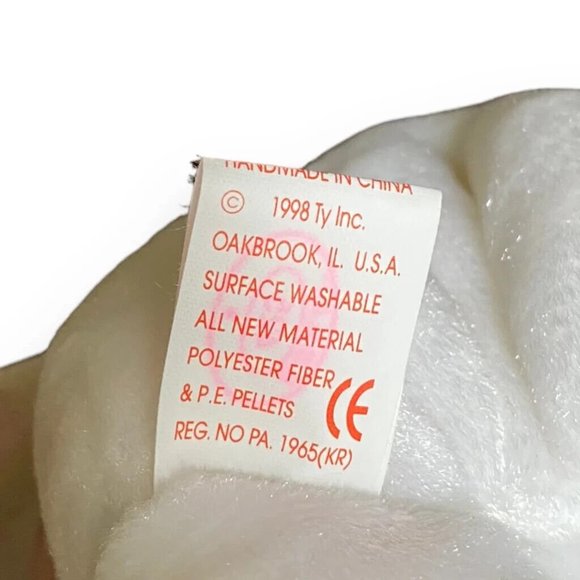 HANDMADE IN CHINA
© 1998 Ty Inc.
OAKBROOK, IL. U.S.A.
SURFACE WASHABLE
ALL NEW MATERIAL
POLYESTER FIBER
& P.E. PELLETS
CE
REG. NO PA. 1965(KR)